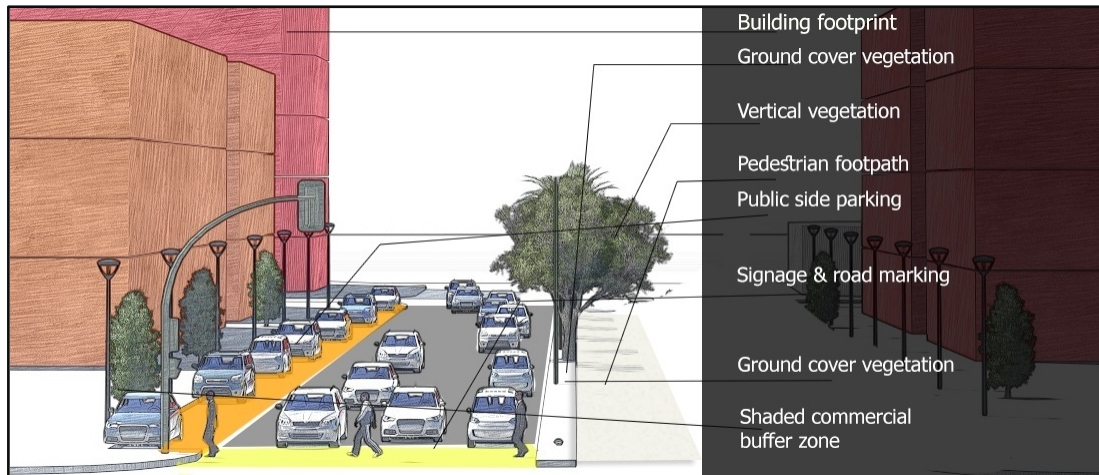 Building footprint
Ground cover vegetation
Vertical vegetation
Pedestrian footpath
Public side parking
Signage & road marking
Ground cover vegetation
Shaded commercial
buffer zone